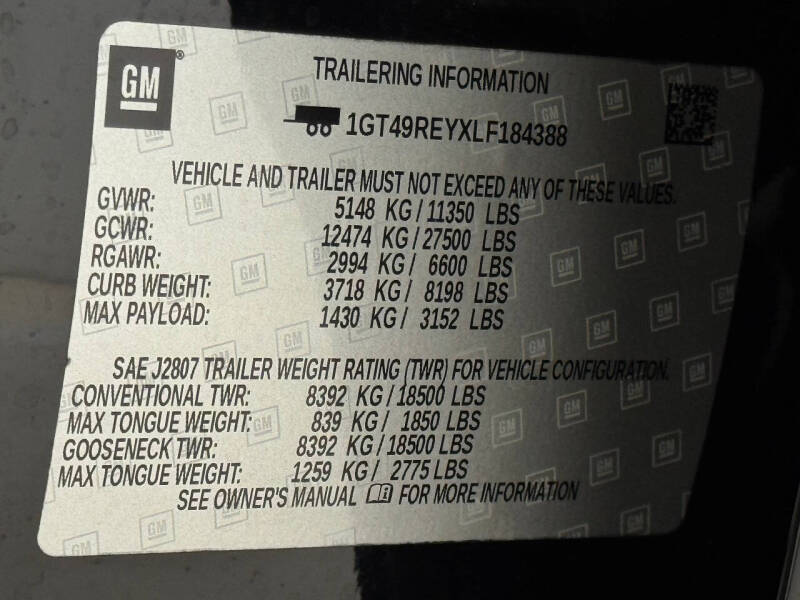 GM®
TRAILERING INFORMATION
1GT49REYXLF184388
VEHICLE AND TRAILER MUST NOT EXCEED ANY OF THESE VALUES.
GVWR: 5148 KG / 11350 LBS
GCWR: 12474 KG / 27500 LBS
RGAWR: 2994 KG / 6600 LBS
CURB WEIGHT: 3718 KG / 8198 LBS
MAX PAYLOAD: 1430 KG / 3152 LBS
SAE J2807 TRAILER WEIGHT RATING (TWR) FOR VEHICLE CONFIGURATION.
CONVENTIONAL TWR: 8392 KG / 18500 LBS
MAX TONGUE WEIGHT: 839 KG / 1850 LBS
GOOSENECK TWR: 8392 KG / 18500 LBS
MAX TONGUE WEIGHT: 1259 KG / 2775 LBS
SEE OWNER'S MANUAL FOR MORE INFORMATION